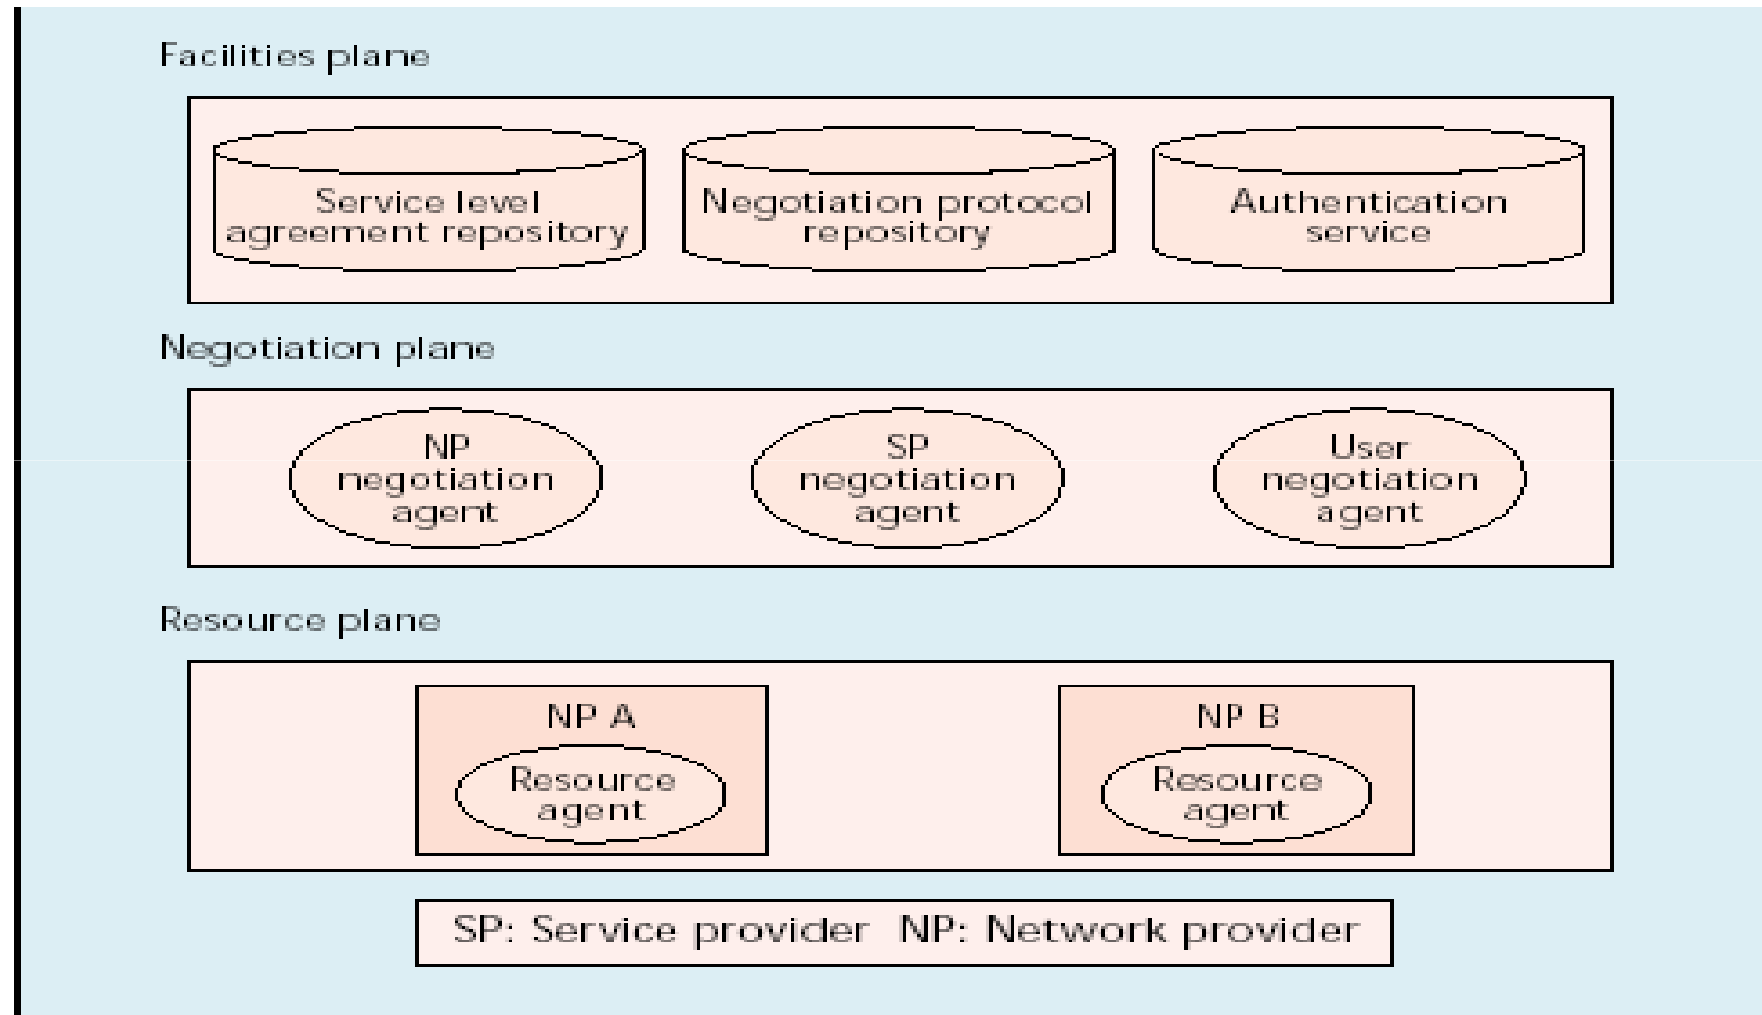 Facilities plane
Service level
agreement repository
Negotiation protocol
repository
Authentication
service
Negotiation plane
NP
negotiation
agent
SP
negotiation
agent
User
negotiation
agent
Resource plane
NP A
Resource
agent
NP B
Resource
agent
SP: Service provider NP: Network provider